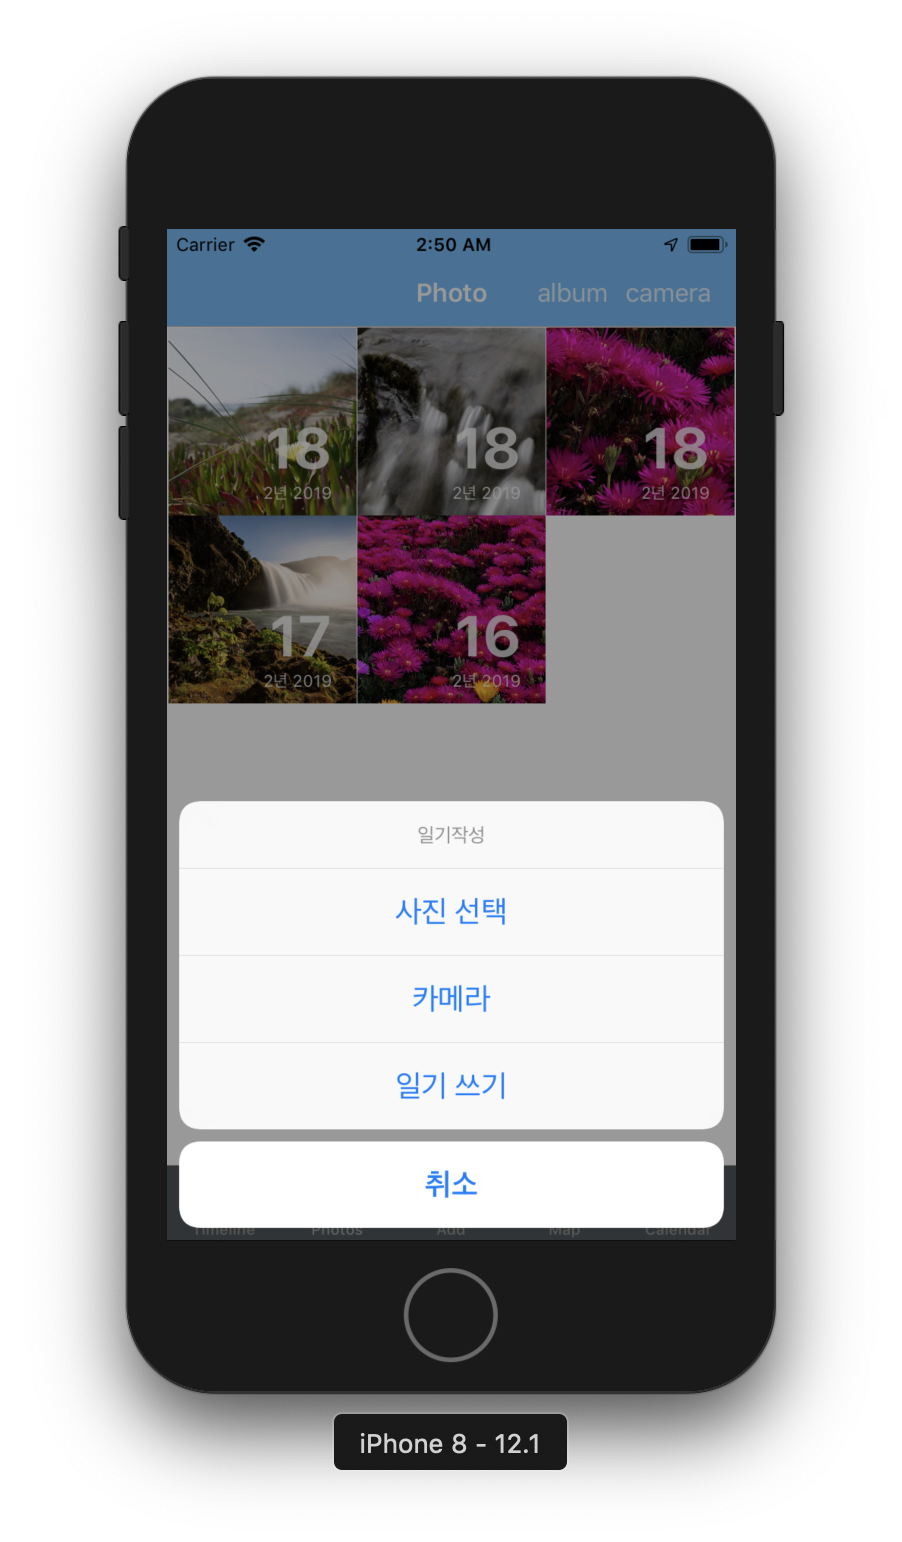 Carrier 2:50 AM
Photo album camera
18 18 18
2년 2019 2년 2019 2년 2019
17 16
2년 2019 2년 2019
일기작성
사진 선택
카메라
일기 쓰기
취소
Timeline Photos Add Map Calendar
iPhone 8 - 12.1